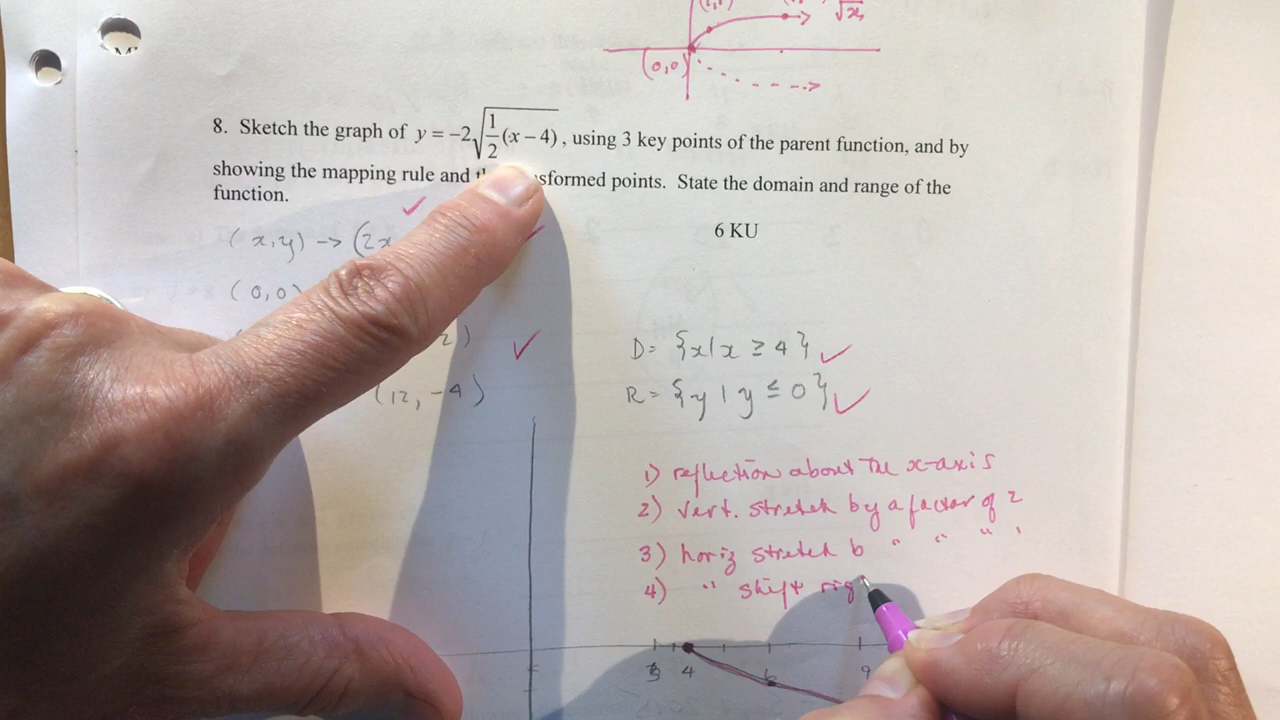 √x
(0,0)
8. Sketch the graph of y = −2√(1/2(x − 4)), using 3 key points of the parent function, and by
showing the mapping rule and sformed points. State the domain and range of the
function.
6 KU
(x,y) -> (2x
(0,0)
2)
(12, -4)
D= {x|x ≥ 4}
R= {y | y ≤ 0}
1) reflection about the x-axis
2) vert. stretch by a factor of 2
3) horiz stretch b " " " "
4) " shift rig
3 4 6 9